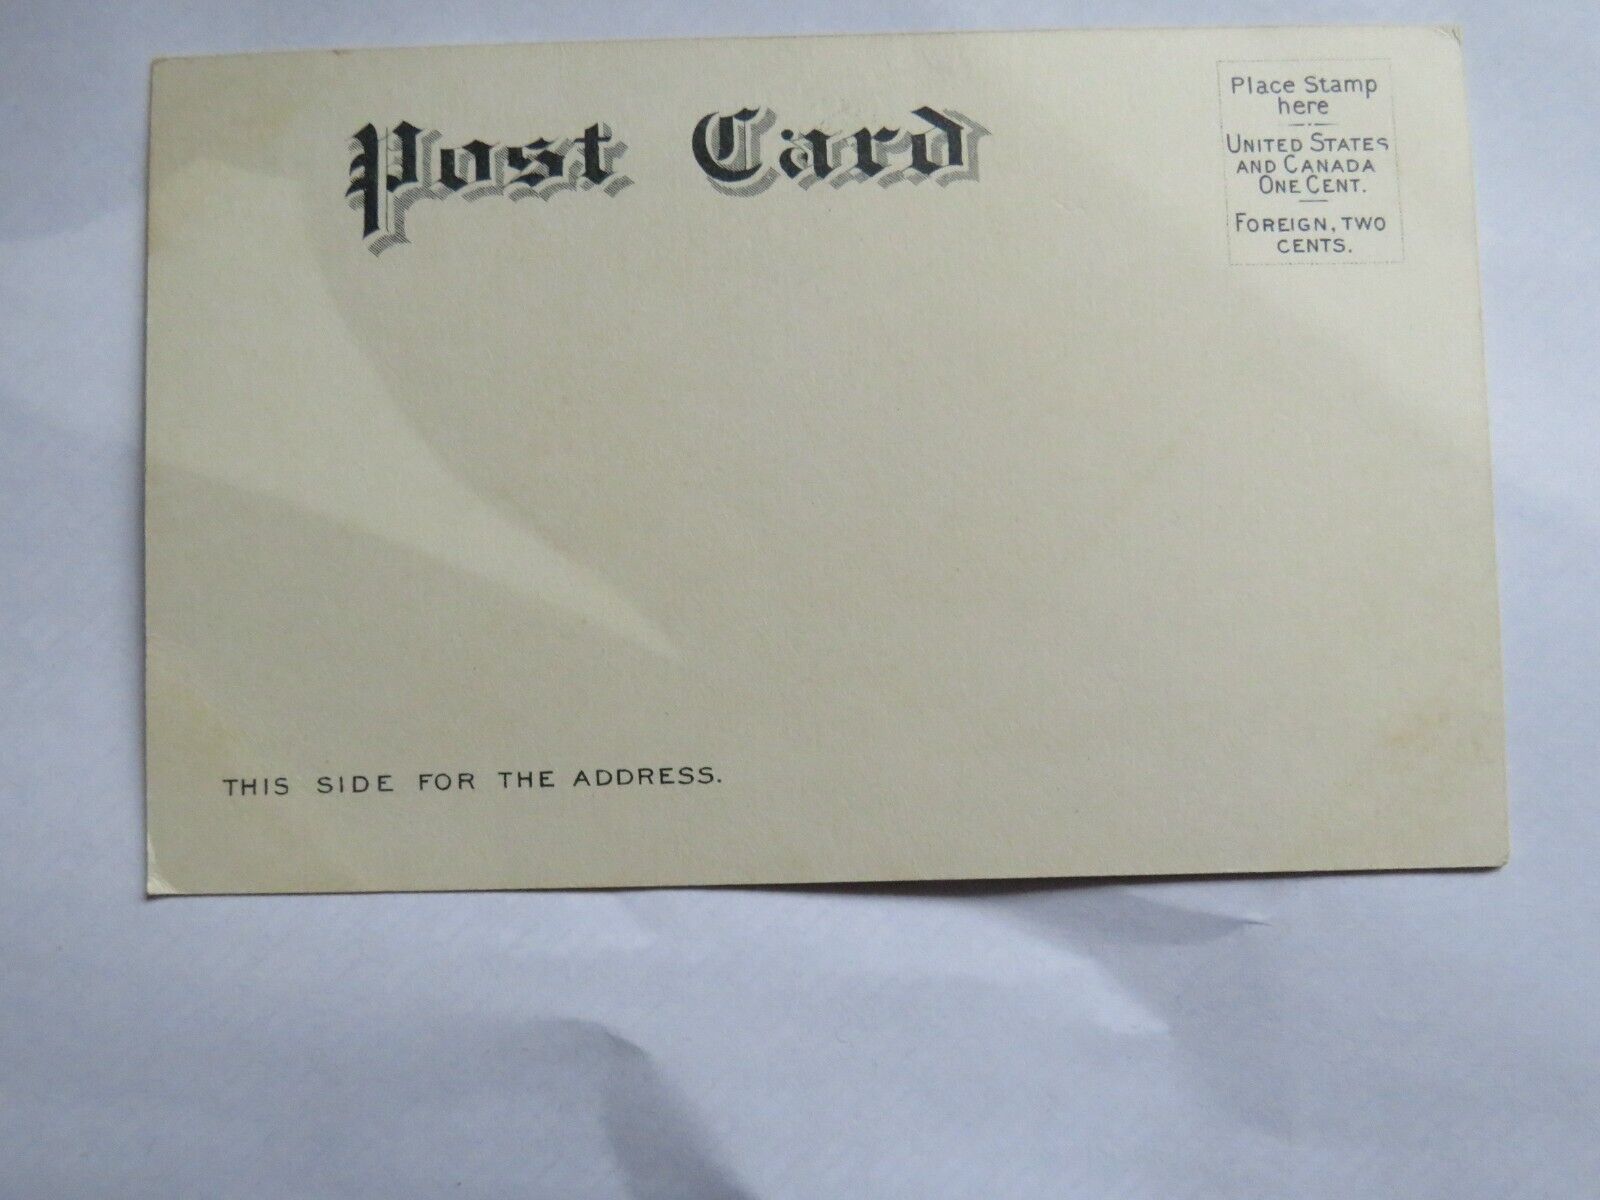 Post Card
Place Stamp
here
UNITED STATES
AND CANADA
ONE CENT.
FOREIGN, TWO
CENTS.
THIS SIDE FOR THE ADDRESS.